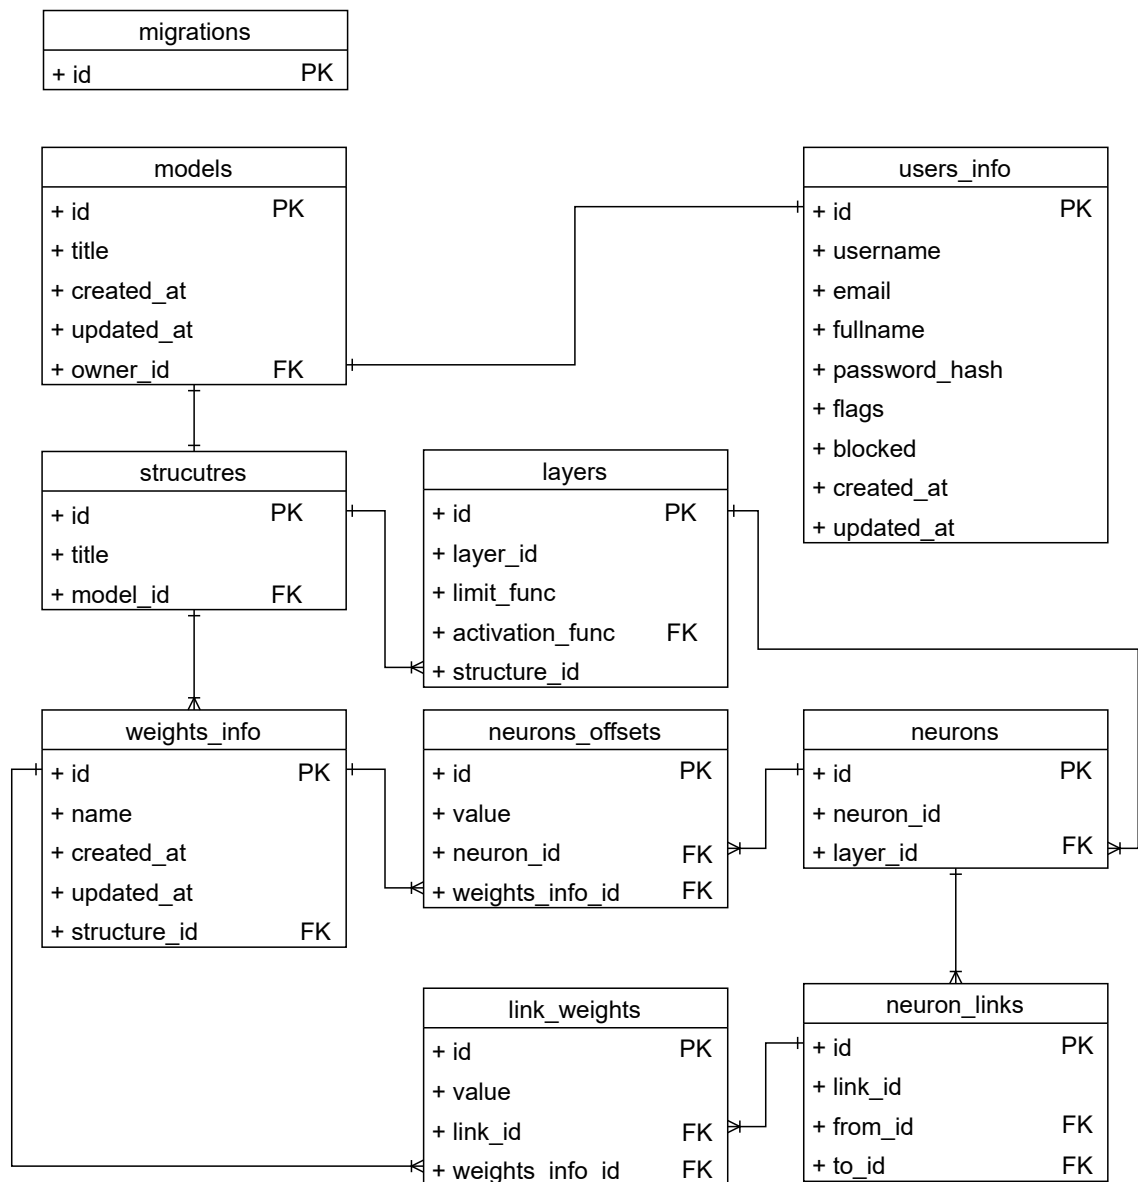 migrations
+ id PK
models
+ id PK
+ title
+ created_at
+ updated_at
+ owner_id FK
users_info
+ id PK
+ username
+ email
+ fullname
+ password_hash
+ flags
+ blocked
+ created_at
+ updated_at
strucutres
+ id PK
+ title
+ model_id FK
layers
+ id PK
+ layer_id
+ limit_func
+ activation_func FK
+ structure_id
weights_info
+ id PK
+ name
+ created_at
+ updated_at
+ structure_id FK
neurons_offsets
+ id PK
+ value
+ neuron_id FK
+ weights_info_id FK
neurons
+ id PK
+ neuron_id
+ layer_id FK
link_weights
+ id PK
+ value
+ link_id FK
+ weights_info_id FK
neuron_links
+ id PK
+ link_id
+ from_id FK
+ to_id FK